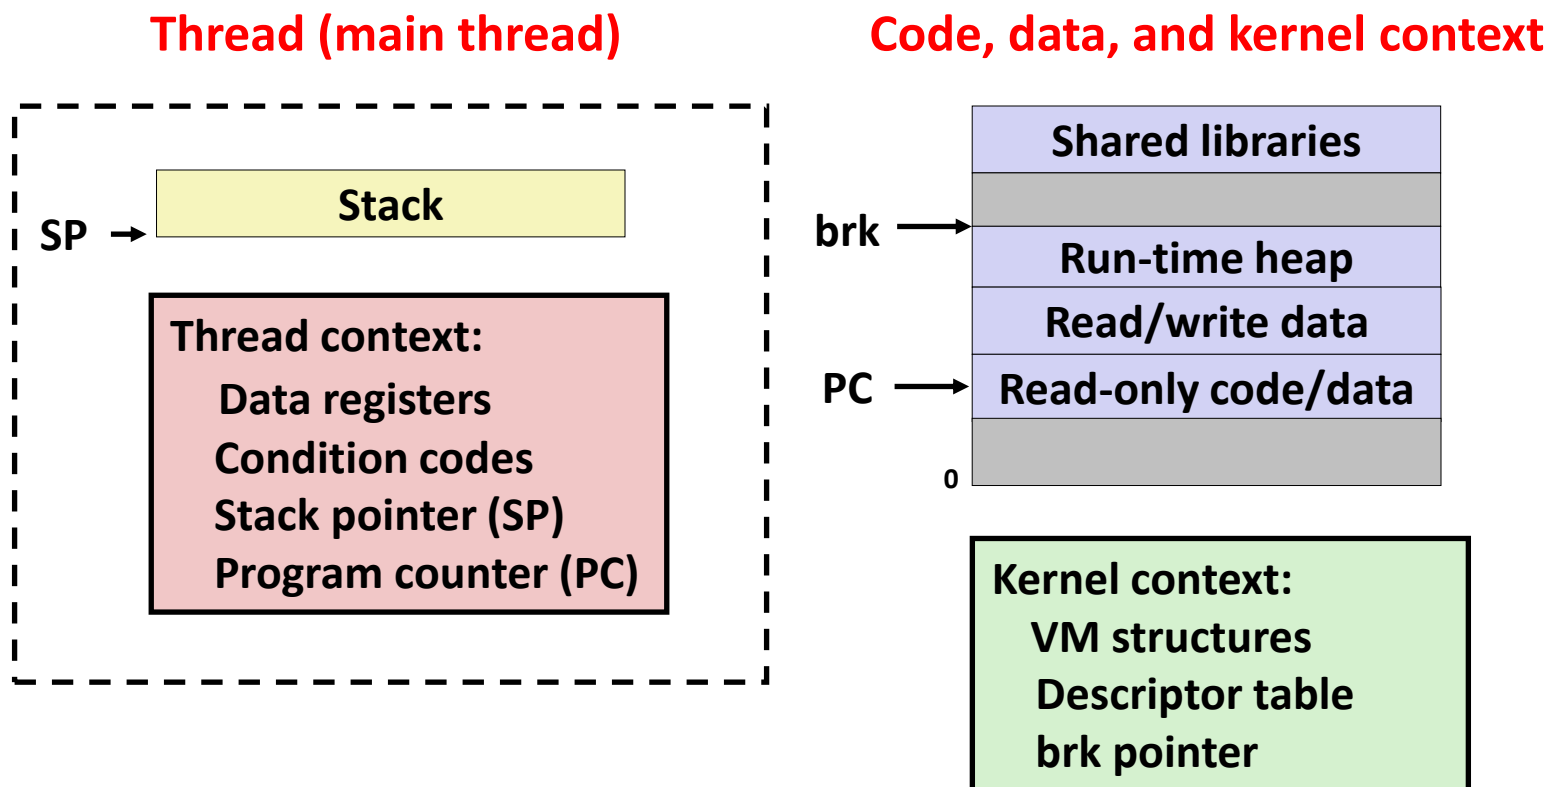 Thread (main thread)
Stack
SP
Thread context:
Data registers
Condition codes
Stack pointer (SP)
Program counter (PC)
Code, data, and kernel context
Shared libraries
brk
Run-time heap
Read/write data
PC
Read-only code/data
0
Kernel context:
VM structures
Descriptor table
brk pointer